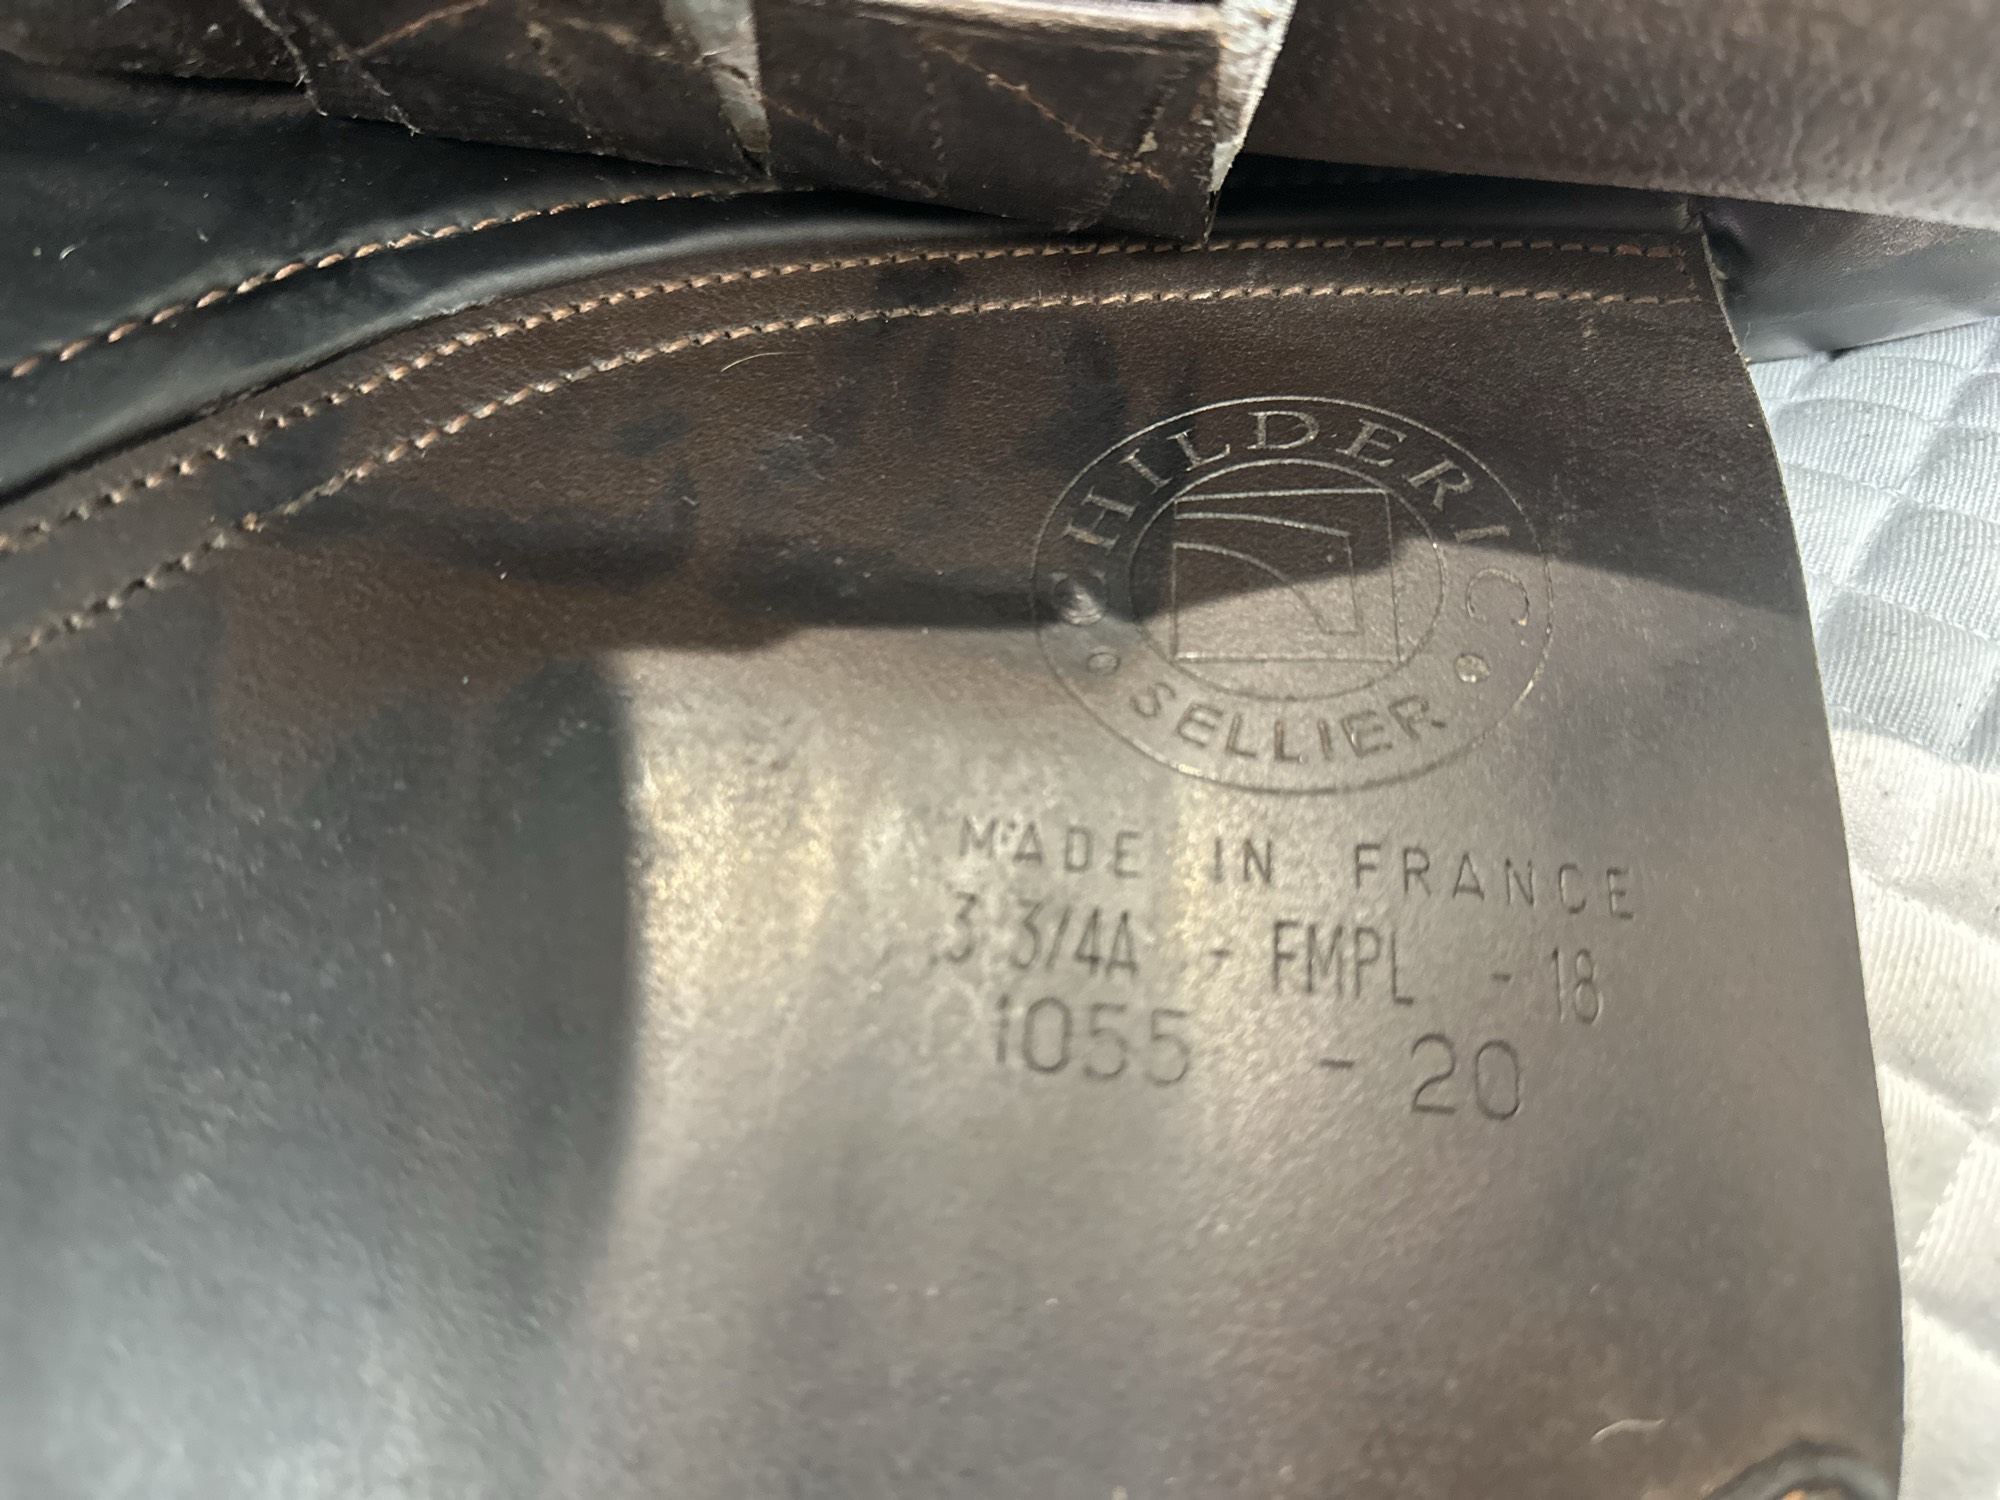 CHILDERIC
• SELLIER •
MADE IN FRANCE
3 3/4A - FMPL - 18
1055 - 20